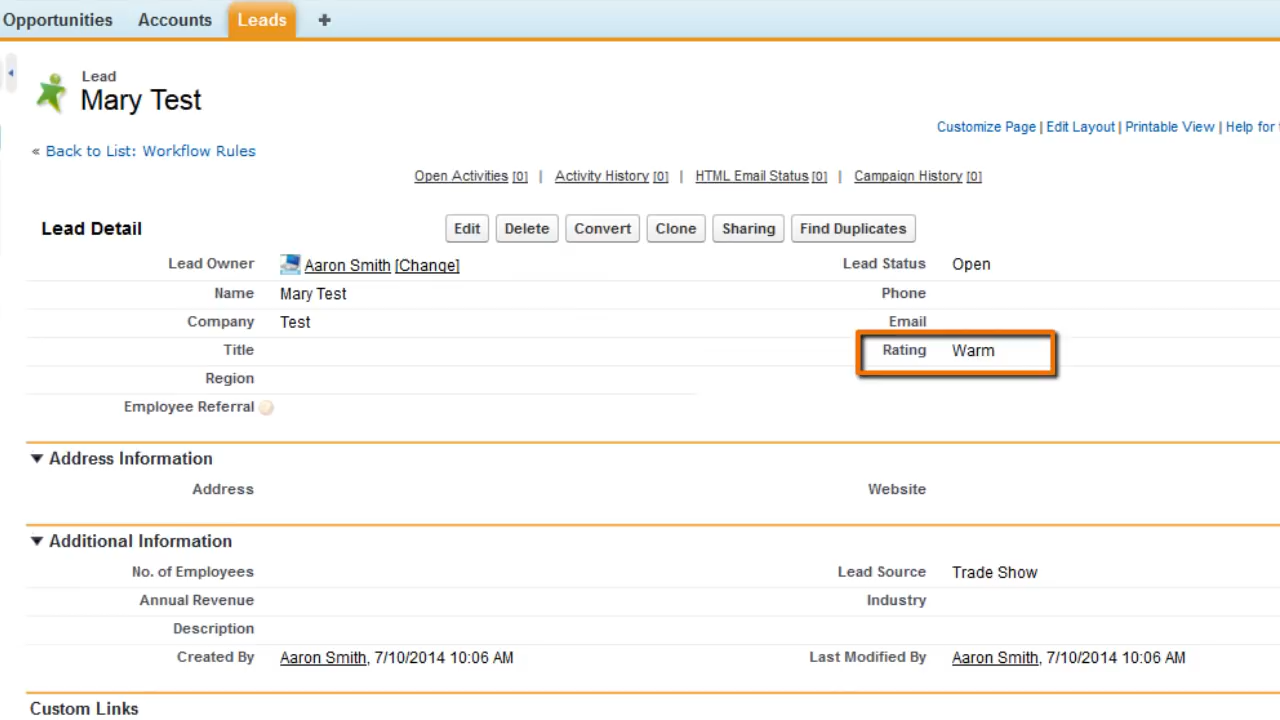 Opportunities Accounts Leads +
Lead
Mary Test
Customize Page | Edit Layout | Printable View | Help for
« Back to List: Workflow Rules
Open Activities [0] | Activity History [0] | HTML Email Status [0] | Campaign History [0]
Lead Detail Edit Delete Convert Clone Sharing Find Duplicates
Lead Owner Aaron Smith [Change] Lead Status Open
Name Mary Test Phone
Company Test Email
Title Rating Warm
Region
Employee Referral
Address Information
Address Website
Additional Information
No. of Employees Lead Source Trade Show
Annual Revenue Industry
Description
Created By Aaron Smith, 7/10/2014 10:06 AM Last Modified By Aaron Smith, 7/10/2014 10:06 AM
Custom Links